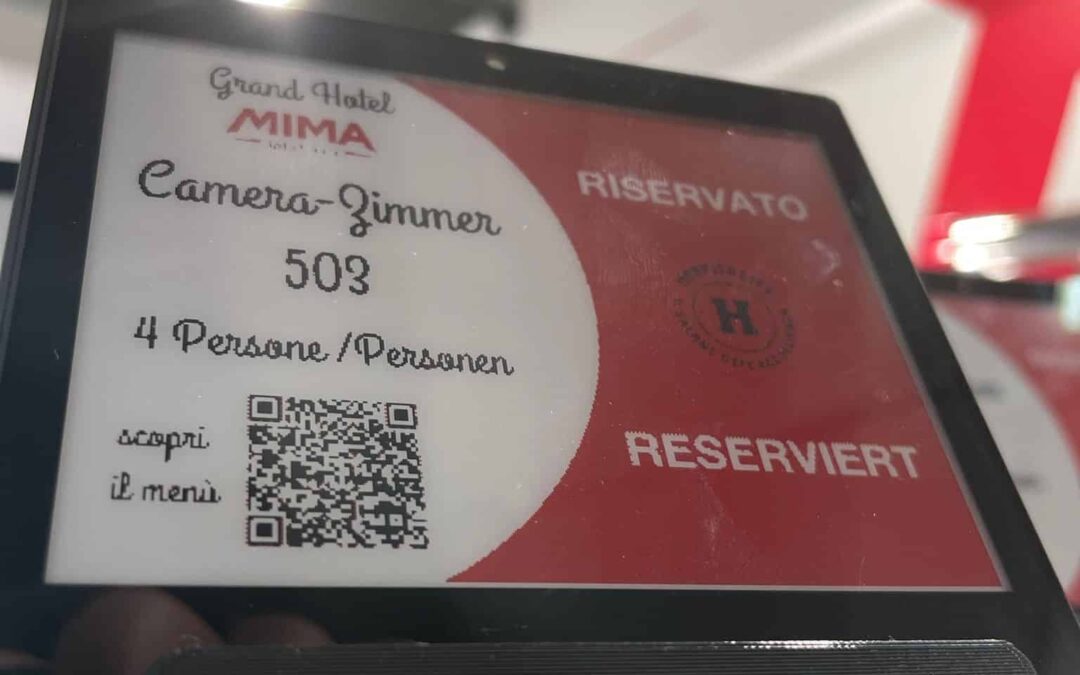 Grand Hotel
MIMA
Camera-Zimmer
503
4 Persone/Personen
scopri
il menù
RISERVATO
H
RESERVIERT